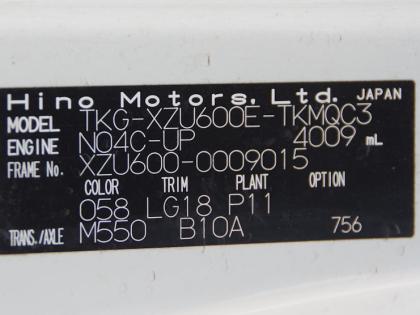 Hino Motors, Ltd. JAPAN
MODEL TKG-XZU600E-TKMQC3
ENGINE N04C-UP 4009 mL
FRAME No. XZU600-0009015
COLOR TRIM PLANT OPTION
058 LG18 P11
TRANS./AXLE M550 B10A 756